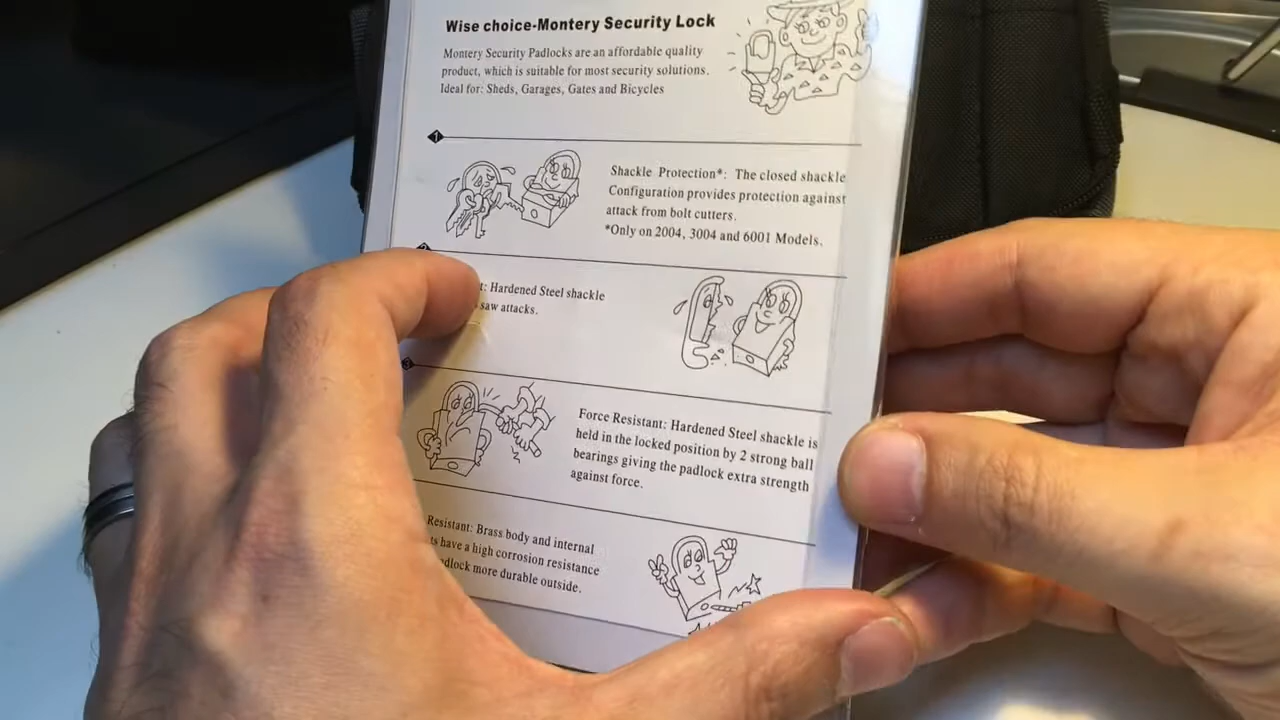 Wise choice-Montery Security Lock
Montery Security Padlocks are an affordable quality
product, which is suitable for most security solutions.
Ideal for: Sheds, Garages, Gates and Bicycles
1
Shackle Protection*: The closed shackle
Configuration provides protection against
attack from bolt cutters.
*Only on 2004, 3004 and 6001 Models.
2
Hardened Steel shackle
saw attacks.
3
Force Resistant: Hardened Steel shackle is
held in the locked position by 2 strong ball
bearings giving the padlock extra strength
against force.
Resistant: Brass body and internal
have a high corrosion resistance
more durable outside.